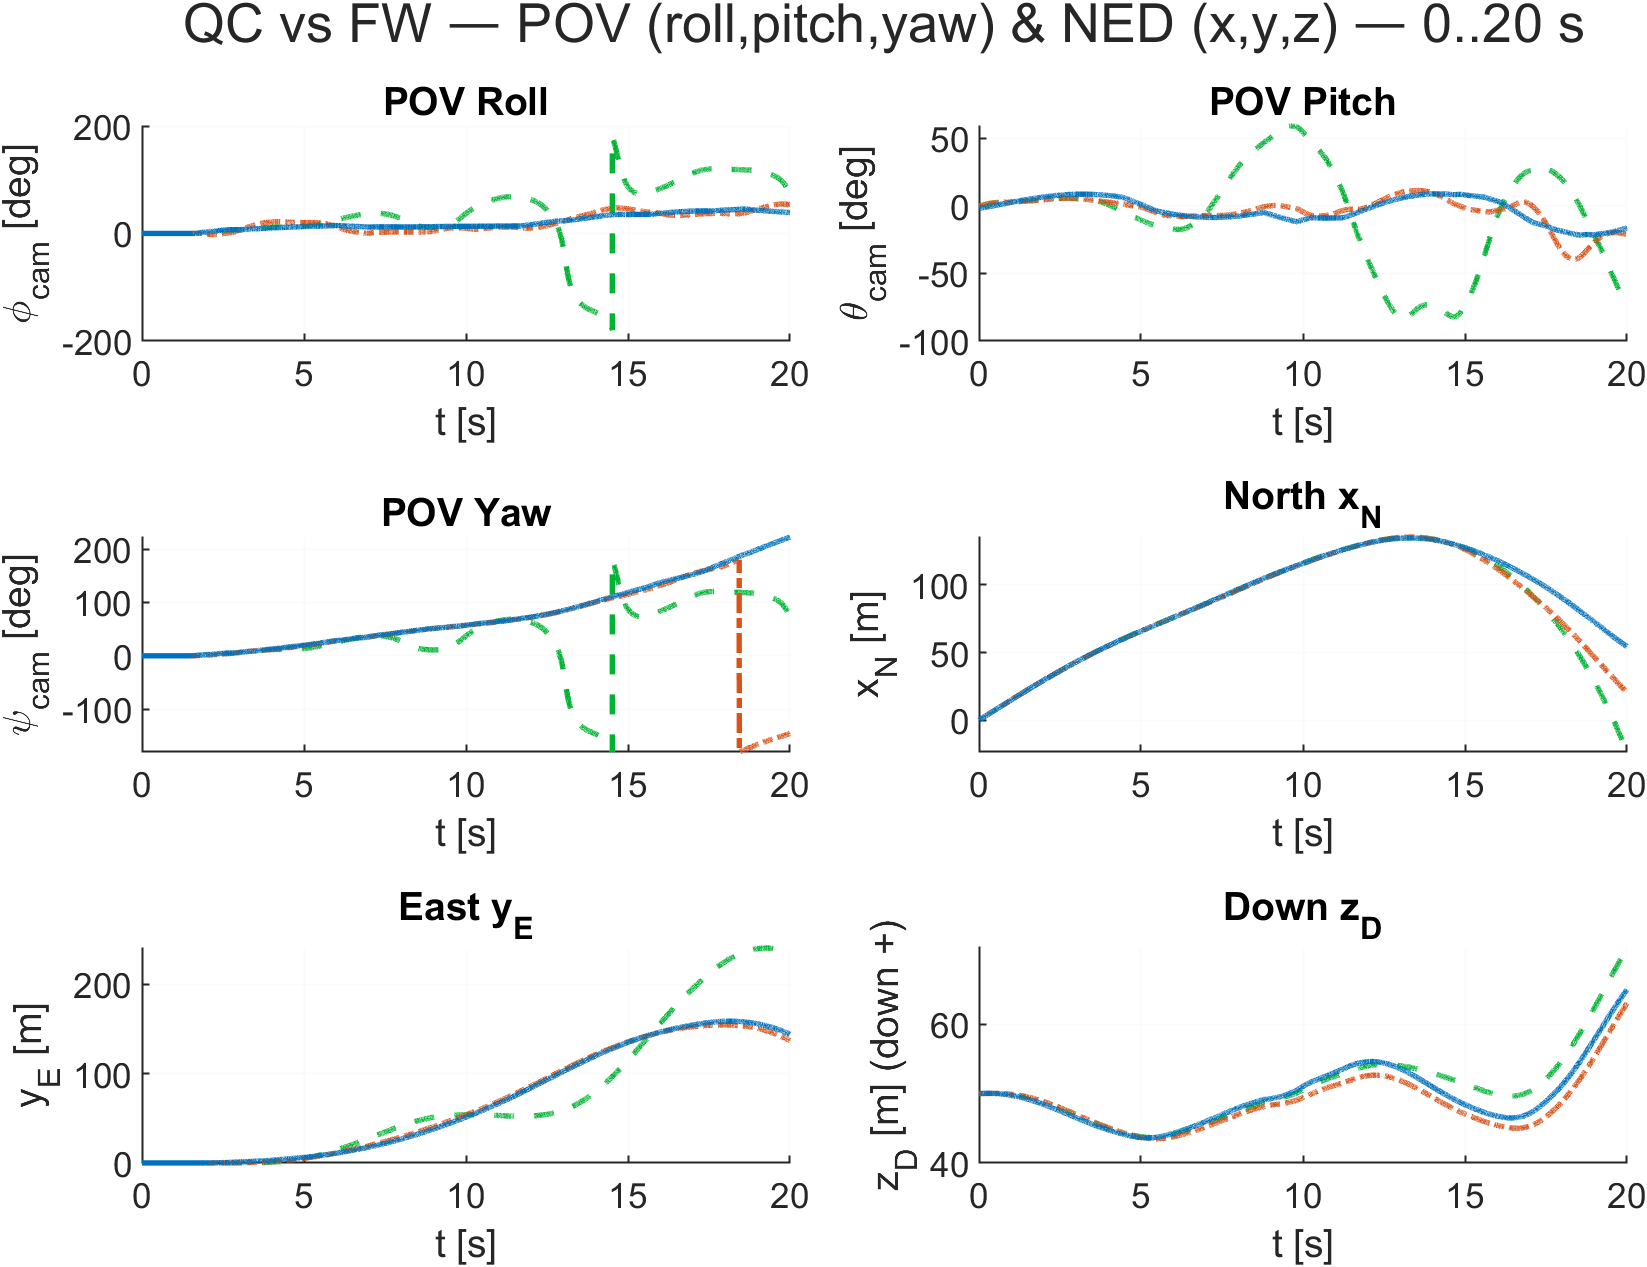 QC vs FW — POV (roll,pitch,yaw) & NED (x,y,z) — 0..20 s
POV Roll
200
0
-200
ϕ_cam [deg]
0 5 10 15 20
t [s]
POV Pitch
50
0
-50
-100
θ_cam [deg]
0 5 10 15 20
t [s]
POV Yaw
200
100
0
-100
ψ_cam [deg]
0 5 10 15 20
t [s]
North x_N
100
50
0
x_N [m]
0 5 10 15 20
t [s]
East y_E
200
100
0
y_E [m]
0 5 10 15 20
t [s]
Down z_D
60
40
z_D [m] (down +)
0 5 10 15 20
t [s]